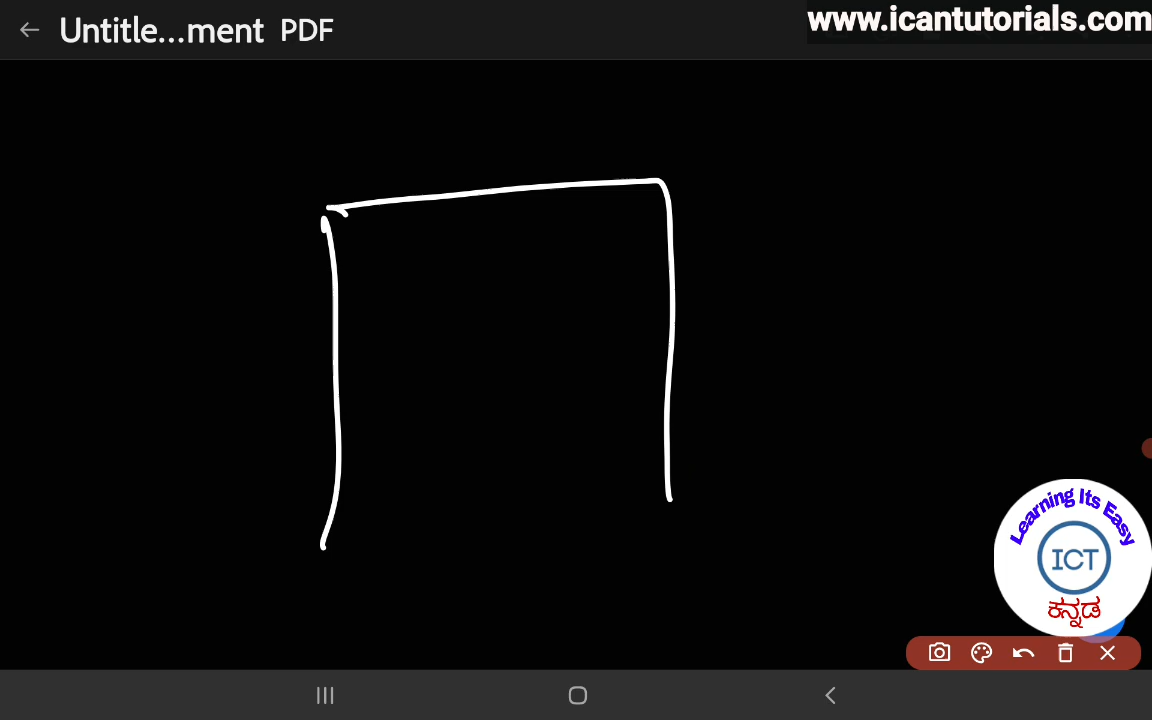 Untitle...ment PDF
www.icantutorials.com
Learning Its Easy
ICT
ಕನ್ನಡ